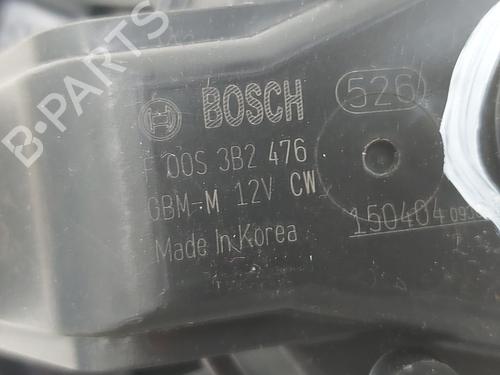 B-PARTS
BOSCH
526
F 00S 3B2 476
GBM-M 12V CW
150404
Made in Korea